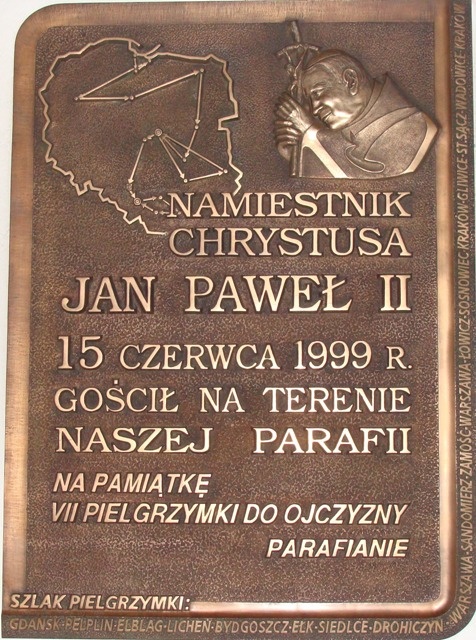 NAMIESTNIK
CHRYSTUSA
JAN PAWEŁ II
15 CZERWCA 1999 R.
GOŚCIŁ NA TERENIE
NASZEJ PARAFII
NA PAMIĄTKĘ
VII PIELGRZYMKI DO OJCZYZNY
PARAFIANIE
SZLAK PIELGRZYMKI:
GDAŃSK·PELPLIN·ELBLĄG·LICHEŃ·BYDGOSZCZ·EŁK·SIEDLCE·DROHICZYN·
WARSZAWA·SANDOMIERZ·ZAMOŚĆ·WARSZAWA·ŁOWICZ·SOSNOWIEC·KRAKÓW·GLIWICE·ST.SĄCZ·WADOWICE·KRAKÓW